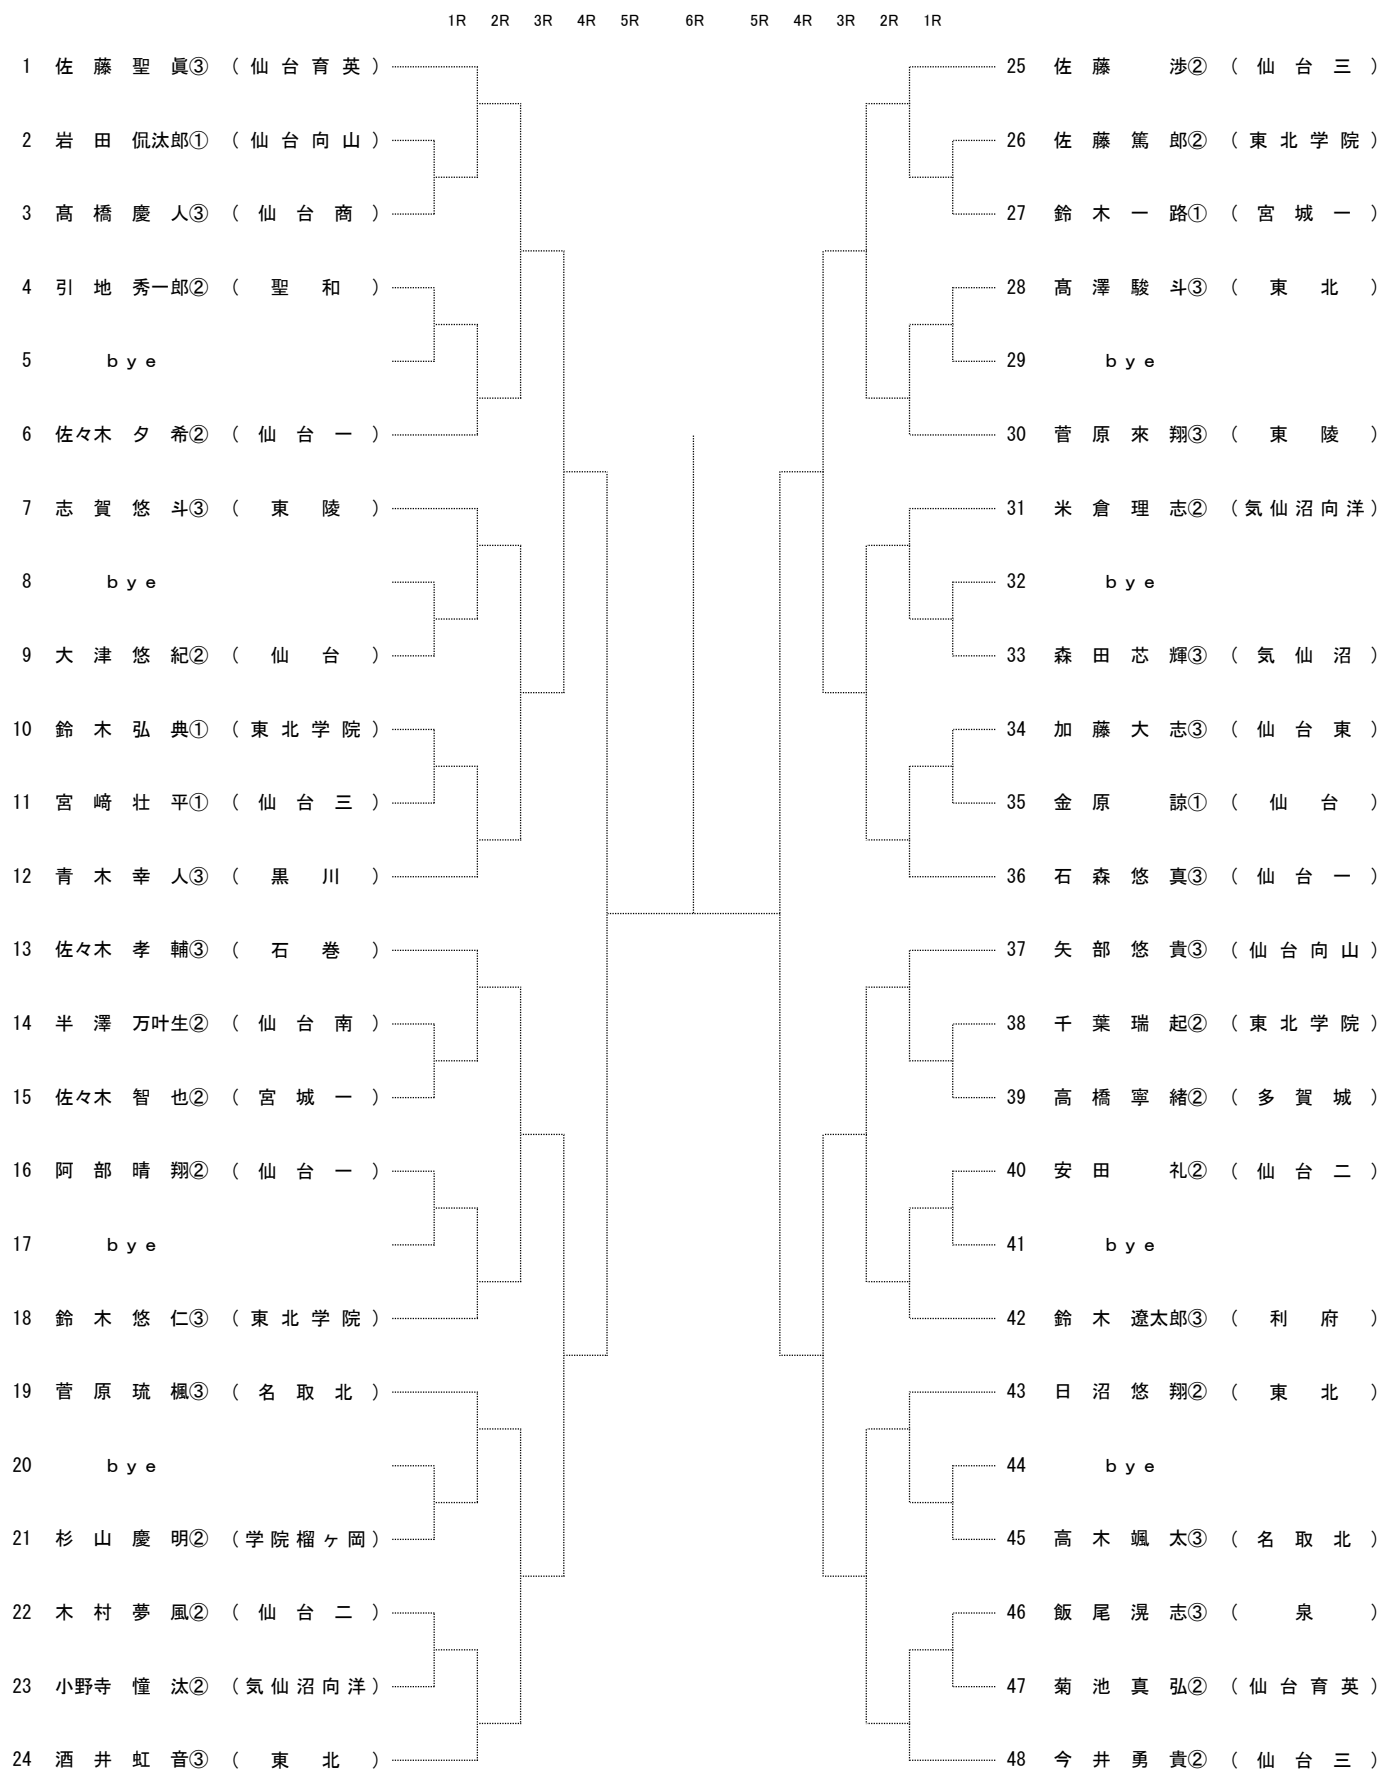 1R 2R 3R 4R 5R 6R 5R 4R 3R 2R 1R
1 佐藤聖眞③ (仙台育英)
2 岩田侃汰郎① (仙台向山)
3 髙橋慶人③ (仙台商)
4 引地秀一郎② (聖和)
5 bye
6 佐々木夕希② (仙台一)
7 志賀悠斗③ (東陵)
8 bye
9 大津悠紀② (仙台)
10 鈴木弘典① (東北学院)
11 宮﨑壮平① (仙台三)
12 青木幸人③ (黒川)
13 佐々木孝輔③ (石巻)
14 半澤万叶生② (仙台南)
15 佐々木智也② (宮城一)
16 阿部晴翔② (仙台一)
17 bye
18 鈴木悠仁③ (東北学院)
19 菅原琉楓③ (名取北)
20 bye
21 杉山慶明② (学院榴ヶ岡)
22 木村夢風② (仙台二)
23 小野寺憧汰② (気仙沼向洋)
24 酒井虹音③ (東北)
25 佐藤渉② (仙台三)
26 佐藤篤郎② (東北学院)
27 鈴木一路① (宮城一)
28 髙澤駿斗③ (東北)
29 bye
30 菅原來翔③ (東陵)
31 米倉理志② (気仙沼向洋)
32 bye
33 森田芯輝③ (気仙沼)
34 加藤大志③ (仙台東)
35 金原諒① (仙台)
36 石森悠真③ (仙台一)
37 矢部悠貴③ (仙台向山)
38 千葉瑞起② (東北学院)
39 高橋寧緒② (多賀城)
40 安田礼② (仙台二)
41 bye
42 鈴木遼太郎③ (利府)
43 日沼悠翔② (東北)
44 bye
45 高木颯太③ (名取北)
46 飯尾滉志③ (泉)
47 菊池真弘② (仙台育英)
48 今井勇貴② (仙台三)